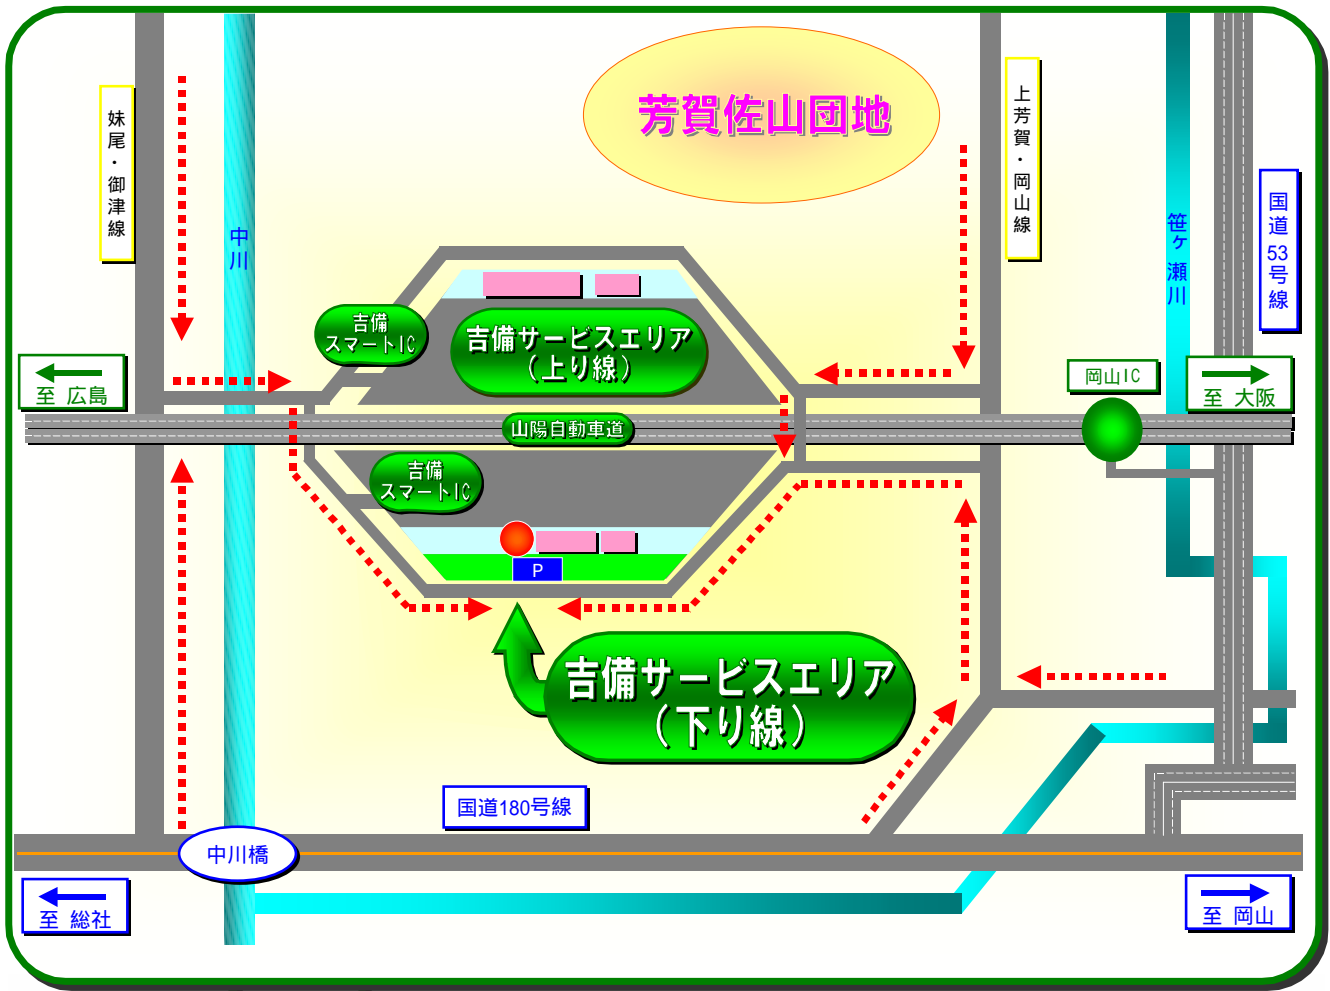 芳賀佐山団地
妹尾・御津線
上芳賀・岡山線
国道53号線
中川
笹ヶ瀬川
吉備
スマートIC
吉備サービスエリア
（上り線）
至 広島
岡山IC
至 大阪
山陽自動車道
吉備
スマートIC
P
吉備サービスエリア
（下り線）
国道180号線
中川橋
至 総社
至 岡山